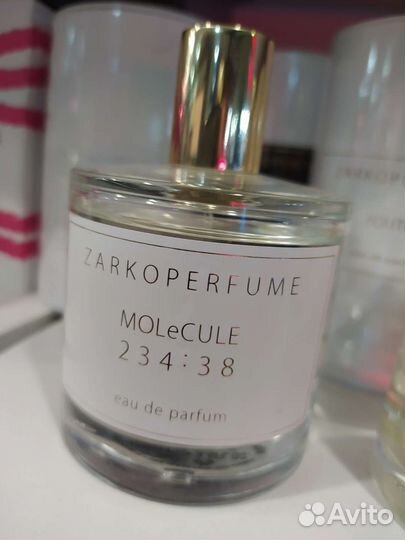 ZARKOPERFUME
MOLeCULE
234:38
eau de parfum
Avito